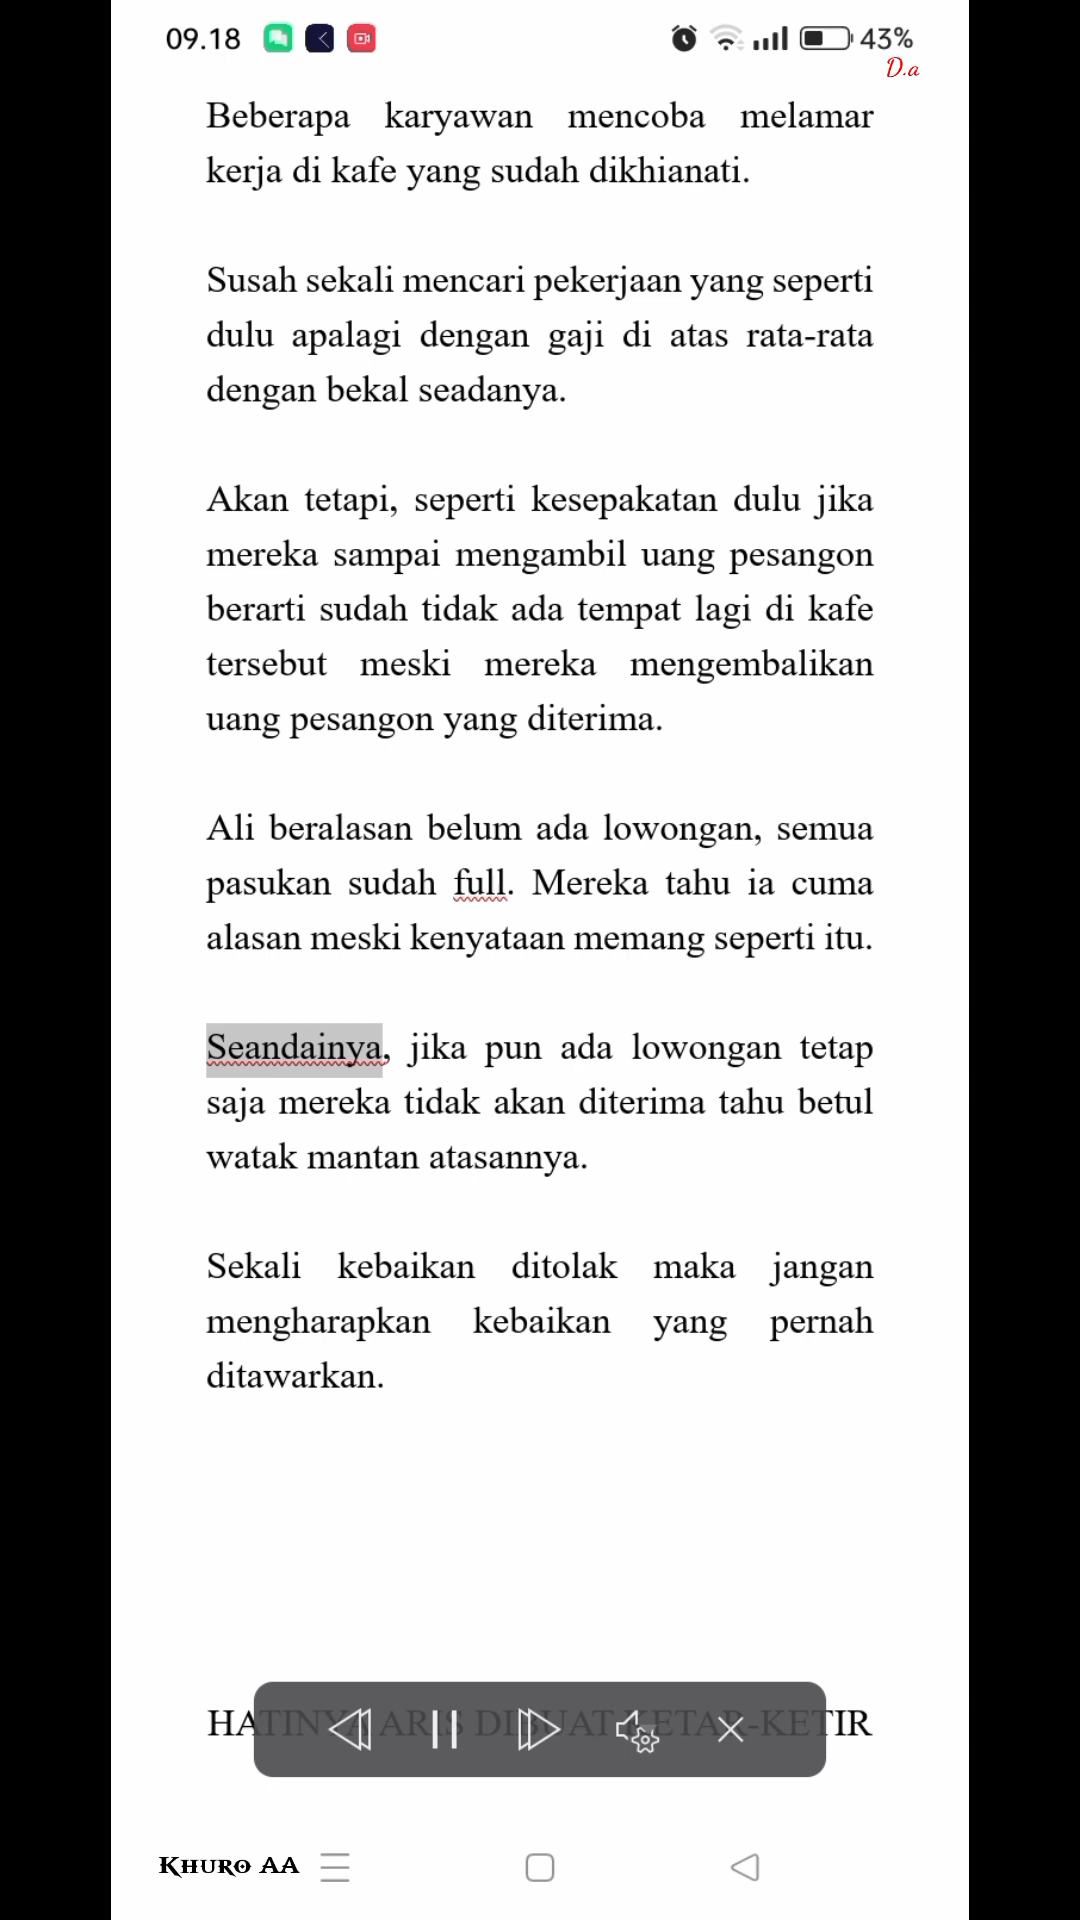 09.18
43%
D.a
Beberapa karyawan mencoba melamar
kerja di kafe yang sudah dikhianati.
Susah sekali mencari pekerjaan yang seperti
dulu apalagi dengan gaji di atas rata-rata
dengan bekal seadanya.
Akan tetapi, seperti kesepakatan dulu jika
mereka sampai mengambil uang pesangon
berarti sudah tidak ada tempat lagi di kafe
tersebut meski mereka mengembalikan
uang pesangon yang diterima.
Ali beralasan belum ada lowongan, semua
pasukan sudah full. Mereka tahu ia cuma
alasan meski kenyataan memang seperti itu.
Seandainya, jika pun ada lowongan tetap
saja mereka tidak akan diterima tahu betul
watak mantan atasannya.
Sekali kebaikan ditolak maka jangan
mengharapkan kebaikan yang pernah
ditawarkan.
HATINYA ARIS DIBUAT KETAR-KETIR
KHURO AA